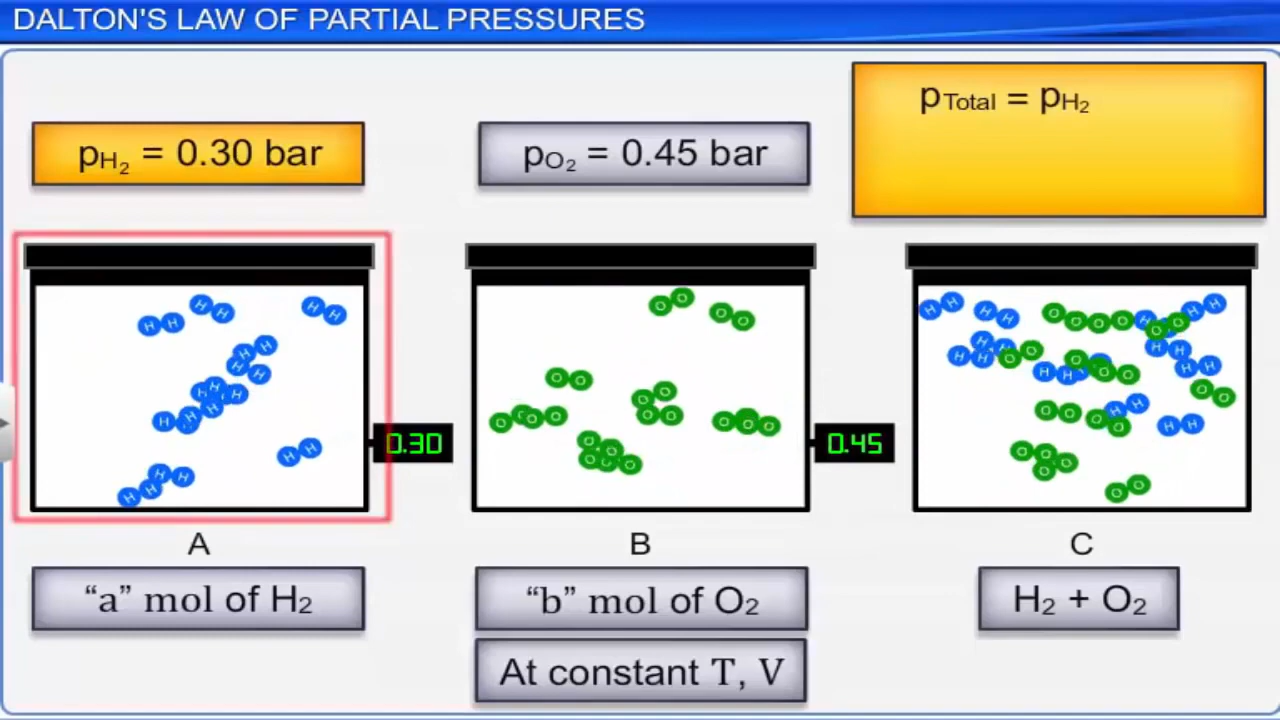 DALTON'S LAW OF PARTIAL PRESSURES
pH₂ = 0.30 bar
pO₂ = 0.45 bar
pTotal = pH₂
0.30
0.45
A
B
C
“a” mol of H₂
“b” mol of O₂
H₂ + O₂
At constant T, V